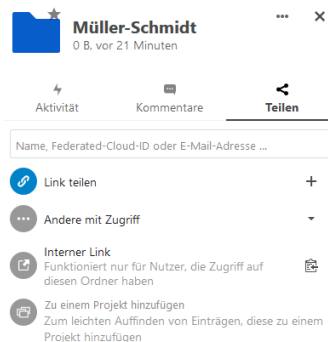 Müller-Schmidt
0 B, vor 21 Minuten
Aktivität
Kommentare
Teilen
Name, Federated-Cloud-ID oder E-Mail-Adresse ...
Link teilen
Andere mit Zugriff
Interner Link
Funktioniert nur für Nutzer, die Zugriff auf
diesen Ordner haben
Zu einem Projekt hinzufügen
Zum leichten Auffinden von Einträgen, diese zu einem
Projekt hinzufügen